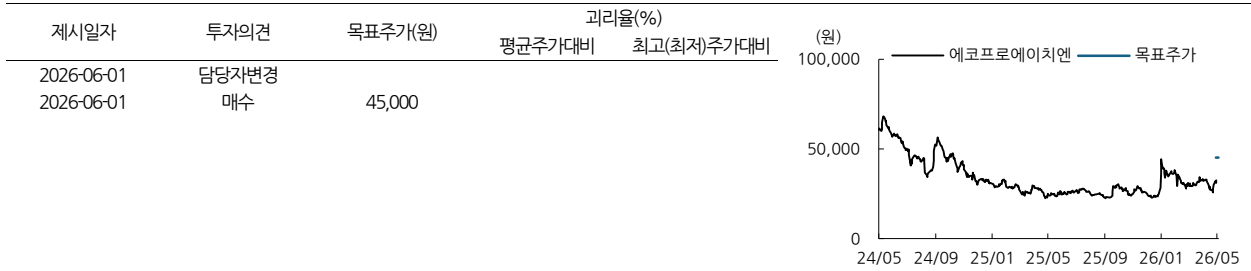 제시일자 투자의견 목표주가(원) 괴리율(%)
평균주가대비 최고(최저)주가대비
2026-06-01 담당자변경
2026-06-01 매수 45,000
(원)
에코프로에이치엔 목표주가
100,000
50,000
0
24/05 24/09 25/01 25/05 25/09 26/01 26/05